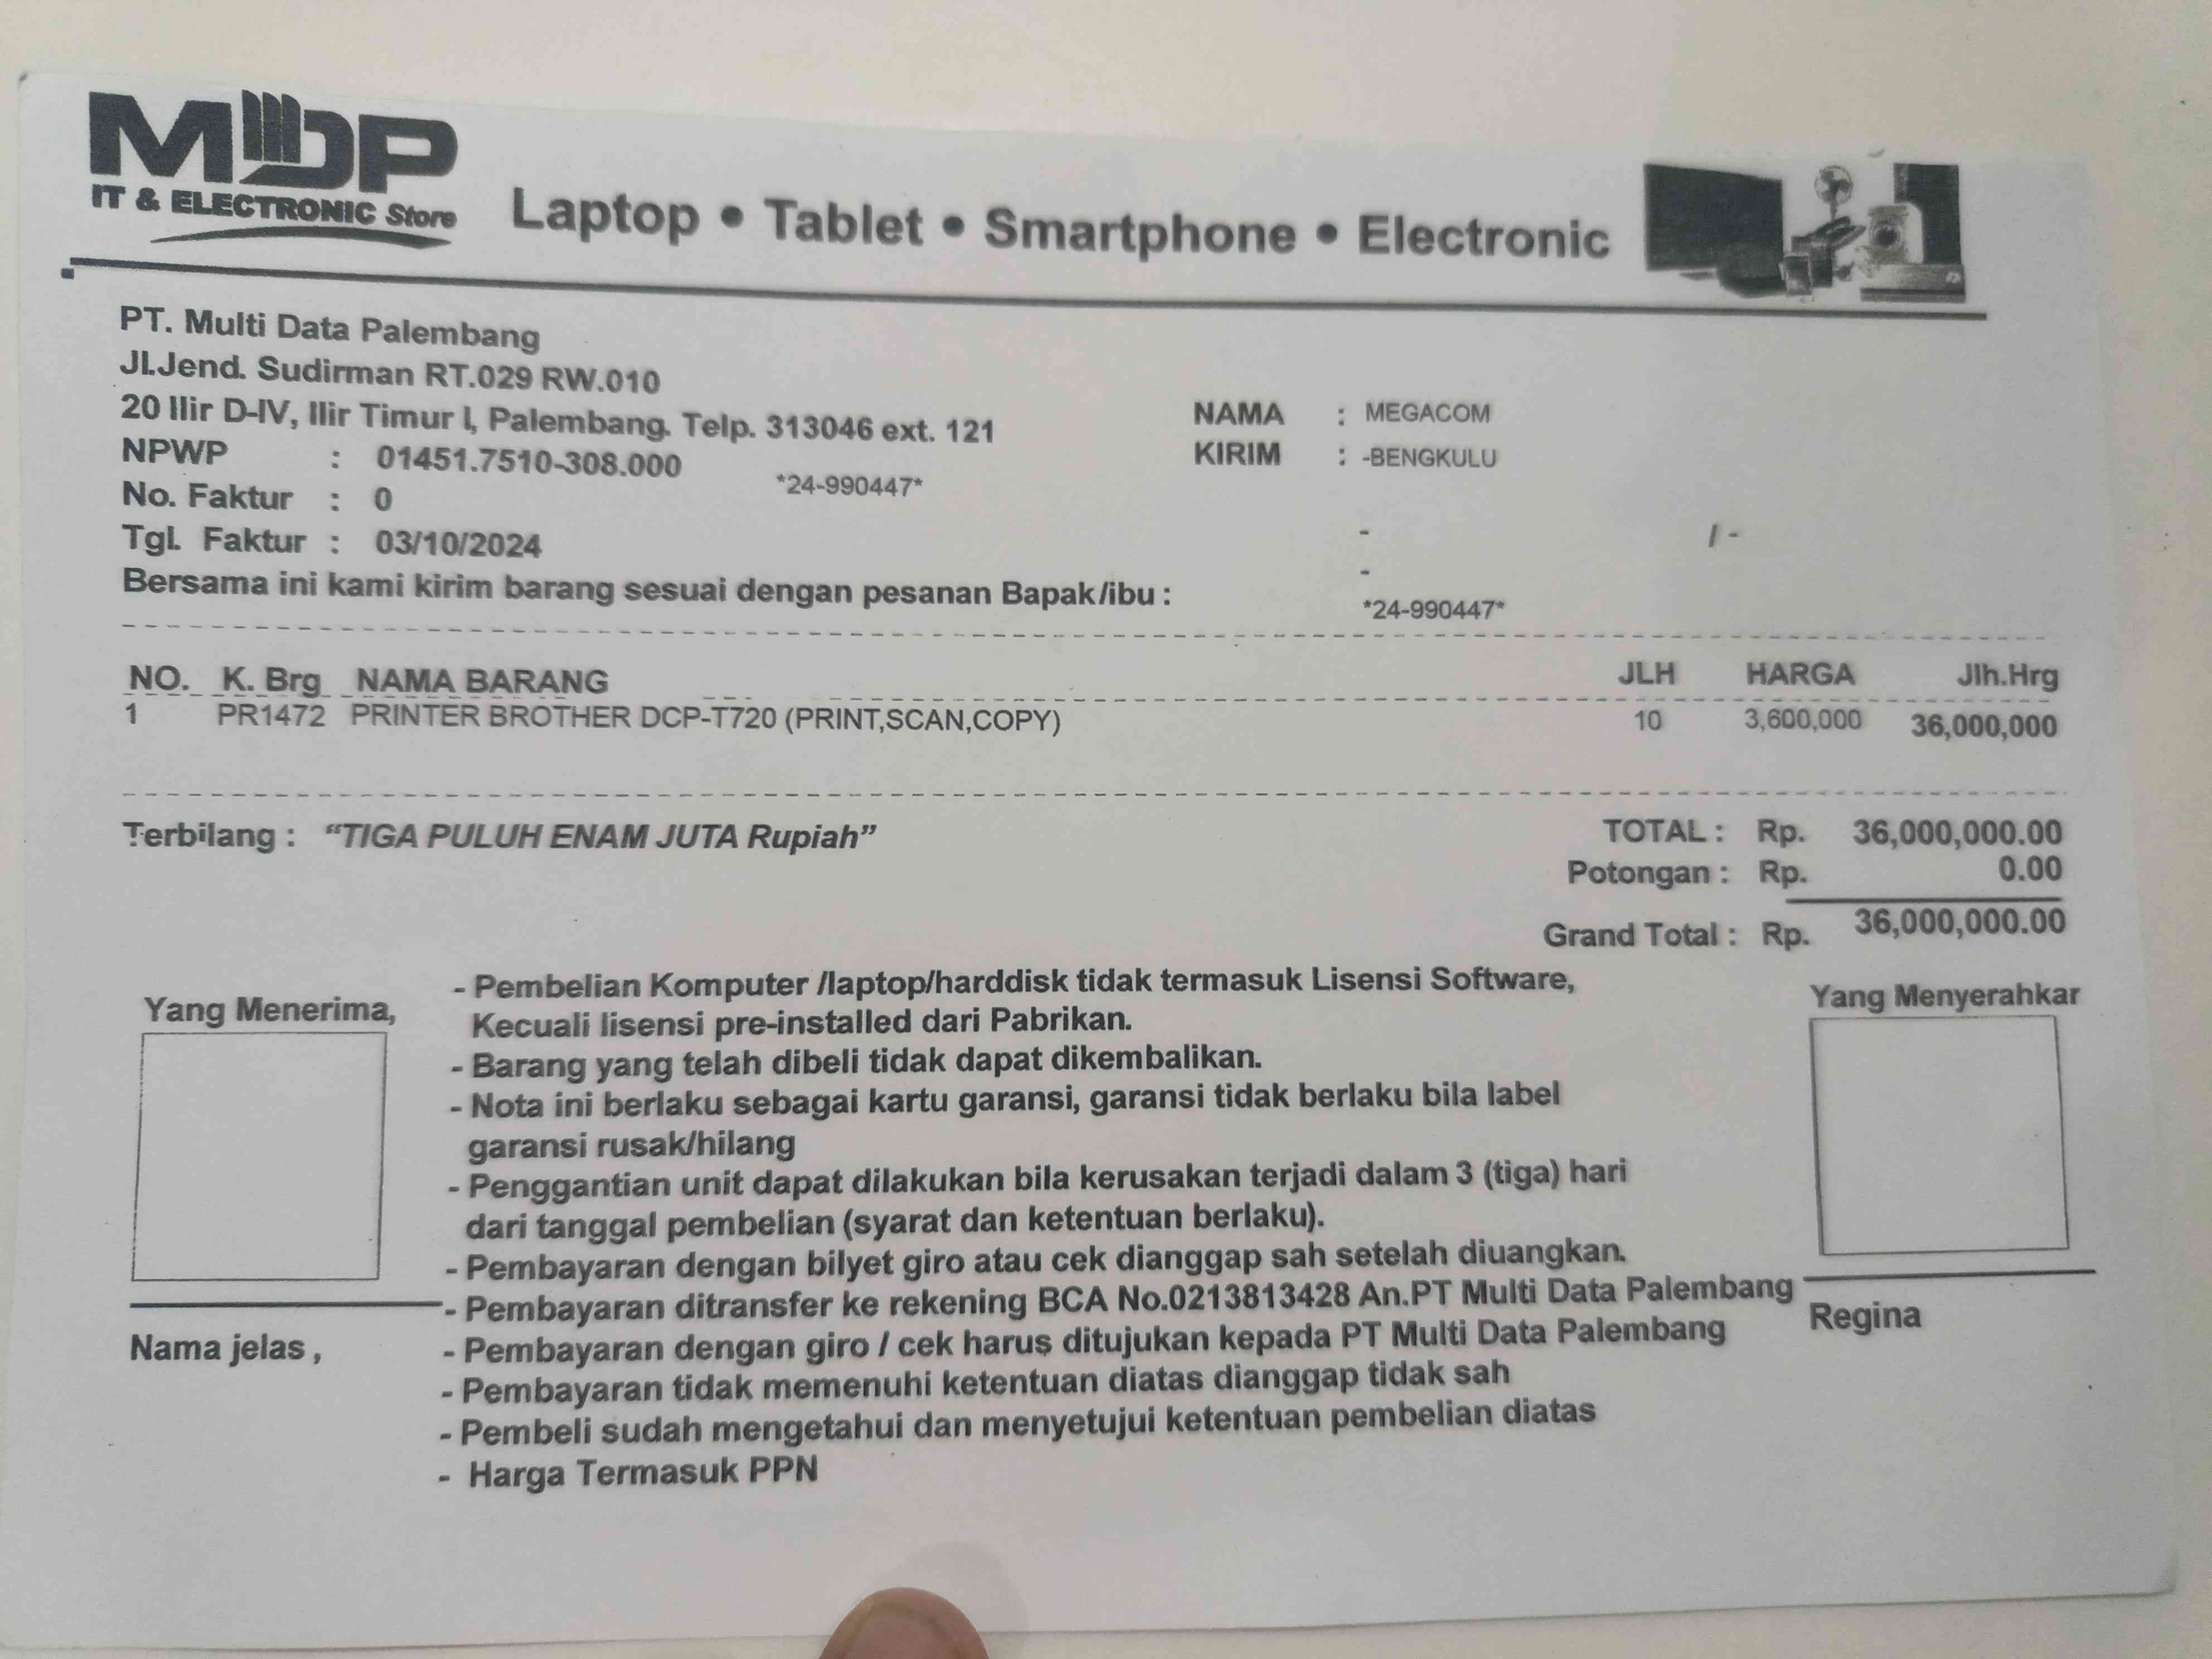 MDP
IT & ELECTRONIC Store
Laptop • Tablet • Smartphone • Electronic
PT. Multi Data Palembang
Jl.Jend. Sudirman RT.029 RW.010
20 Ilir D-IV, Ilir Timur I, Palembang. Telp. 313046 ext. 121
NPWP : 01451.7510-308.000
*24-990447*
No. Faktur : 0
Tgl. Faktur : 03/10/2024
Bersama ini kami kirim barang sesuai dengan pesanan Bapak/ibu :
NAMA : MEGACOM
KIRIM : -BENGKULU
- / -
-
*24-990447*
NO. K. Brg NAMA BARANG JLH HARGA Jlh.Hrg
1 PR1472 PRINTER BROTHER DCP-T720 (PRINT,SCAN,COPY) 10 3,600,000 36,000,000
Terbilang : “TIGA PULUH ENAM JUTA Rupiah”
TOTAL : Rp. 36,000,000.00
Potongan : Rp. 0.00
Grand Total : Rp. 36,000,000.00
Yang Menerima,
Nama jelas ,
- Pembelian Komputer /laptop/harddisk tidak termasuk Lisensi Software,
Kecuali lisensi pre-installed dari Pabrikan.
- Barang yang telah dibeli tidak dapat dikembalikan.
- Nota ini berlaku sebagai kartu garansi, garansi tidak berlaku bila label
garansi rusak/hilang
- Penggantian unit dapat dilakukan bila kerusakan terjadi dalam 3 (tiga) hari
dari tanggal pembelian (syarat dan ketentuan berlaku).
- Pembayaran dengan bilyet giro atau cek dianggap sah setelah diuangkan.
- Pembayaran ditransfer ke rekening BCA No.0213813428 An.PT Multi Data Palembang
- Pembayaran dengan giro / cek harus ditujukan kepada PT Multi Data Palembang
- Pembayaran tidak memenuhi ketentuan diatas dianggap tidak sah
- Pembeli sudah mengetahui dan menyetujui ketentuan pembelian diatas
- Harga Termasuk PPN
Yang Menyerahkar
Regina